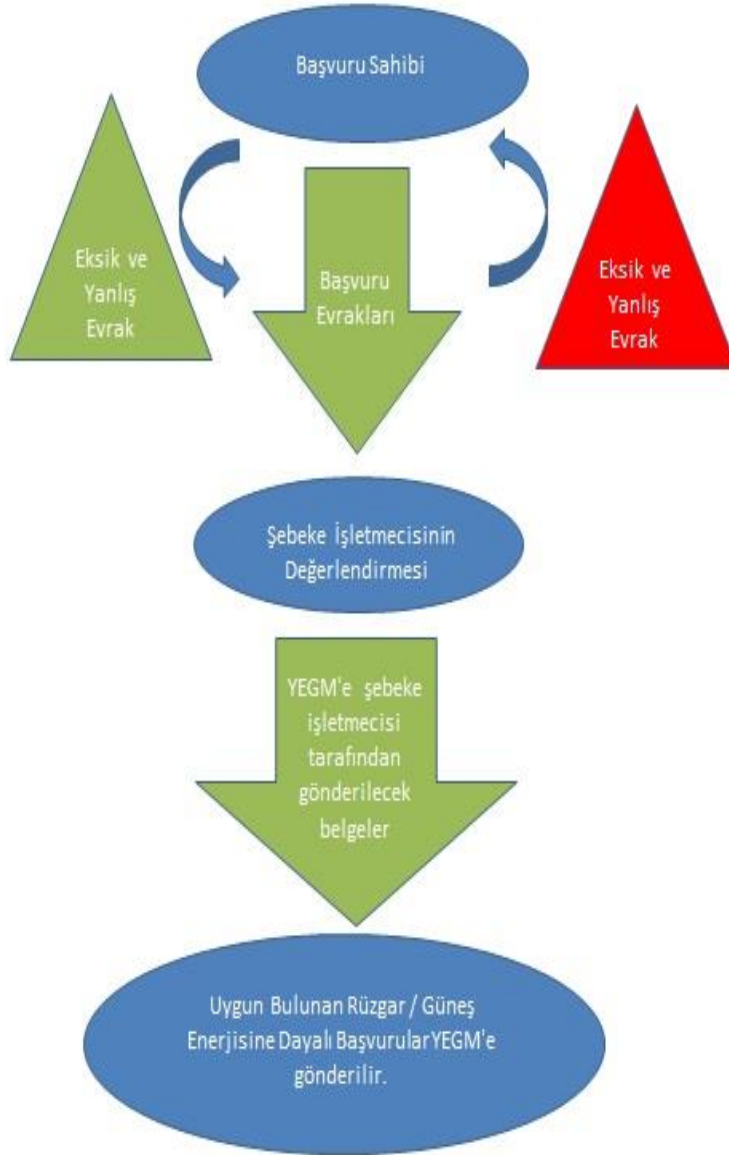 Başvuru Sahibi
Eksik ve
Yanlış
Evrak
Başvuru
Evrakları
Eksik ve
Yanlış
Evrak
Şebeke İşletmecisinin
Değerlendirmesi
YEGM'e şebeke
işletmecisi
tarafından
gönderilecek
belgeler
Uygun Bulunan Rüzgar / Güneş
Enerjisine Dayalı Başvurular YEGM'e
gönderilir.